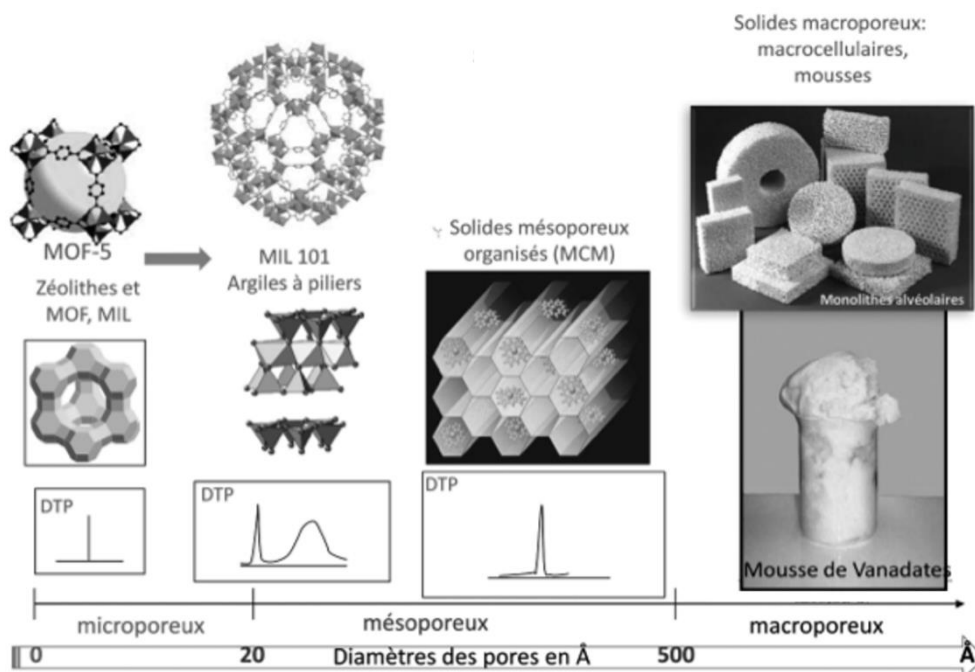 Solides macroporeux:
macrocellulaires,
mousses
MOF-5
MIL 101
Argiles à piliers
Zéolithes et
MOF, MIL
Solides mésoporeux
organisés (MCM)
Monolithes alvéolaires
DTP
DTP
DTP
Mousse de Vanadates
microporeux
mésoporeux
macroporeux
0
20
Diamètres des pores en Å
500
Å